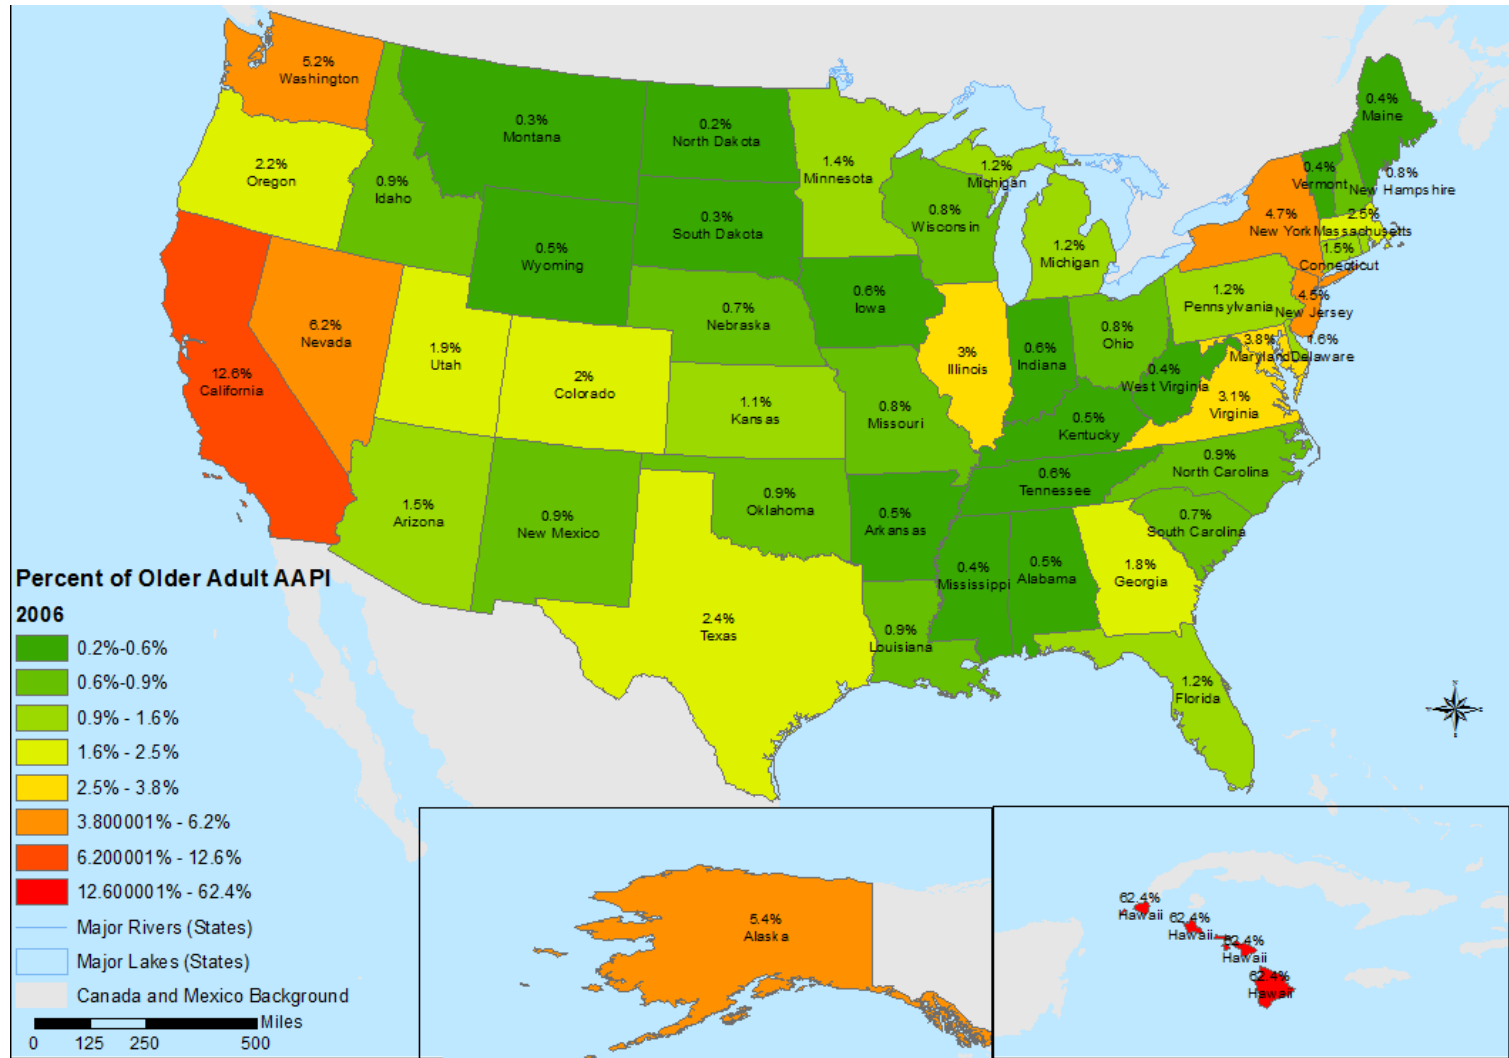 5.2%
Washington
0.3%
Montana
0.2%
North Dakota
1.4%
Minnesota
1.2%
Michigan
0.4%
Maine
0.4%
Vermont
0.8%
New Hampshire
2.2%
Oregon
0.9%
Idaho
0.5%
Wyoming
0.3%
South Dakota
0.8%
Wisconsin
1.2%
Michigan
4.7%
New York
2.5%
Massachusetts
1.5%
Connecticut
12.6%
California
6.2%
Nevada
1.9%
Utah
2%
Colorado
0.7%
Nebraska
0.6%
Iowa
3%
Illinois
0.6%
Indiana
0.8%
Ohio
1.2%
Pennsylvania
4.5%
New Jersey
3.8%
Maryland
1.6%
Delaware
0.4%
West Virginia
3.1%
Virginia
1.1%
Kansas
0.8%
Missouri
0.5%
Kentucky
0.6%
Tennessee
0.9%
North Carolina
0.7%
South Carolina
1.5%
Arizona
0.9%
New Mexico
0.9%
Oklahoma
0.5%
Arkansas
0.4%
Mississippi
0.5%
Alabama
1.8%
Georgia
2.4%
Texas
0.9%
Louisiana
1.2%
Florida
Percent of Older Adult AAPI
2006
0.2%-0.6%
0.6%-0.9%
0.9% - 1.6%
1.6% - 2.5%
2.5% - 3.8%
3.800001% - 6.2%
6.200001% - 12.6%
12.600001% - 62.4%
Major Rivers (States)
Major Lakes (States)
Canada and Mexico Background
Miles
0 125 250 500
5.4%
Alaska
62.4%
Hawaii
62.4%
Hawaii
62.4%
Hawaii
62.4%
Hawaii